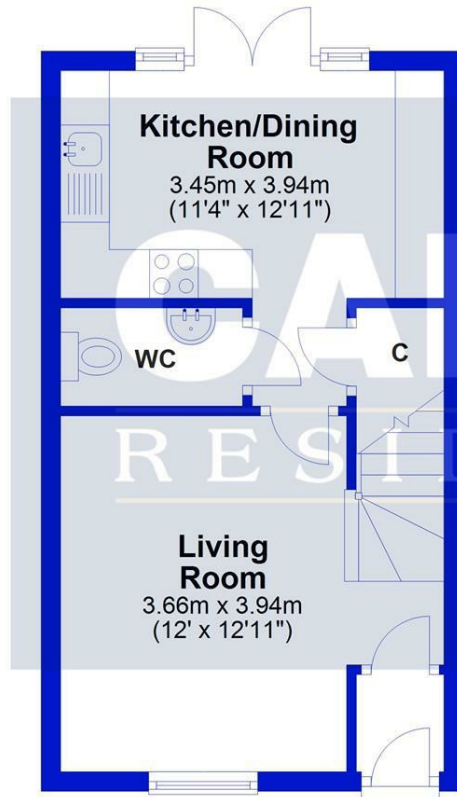 Kitchen/Dining
Room
3.45m x 3.94m
(11'4" x 12'11")
WC
C
RESI
Living
Room
3.66m x 3.94m
(12' x 12'11")